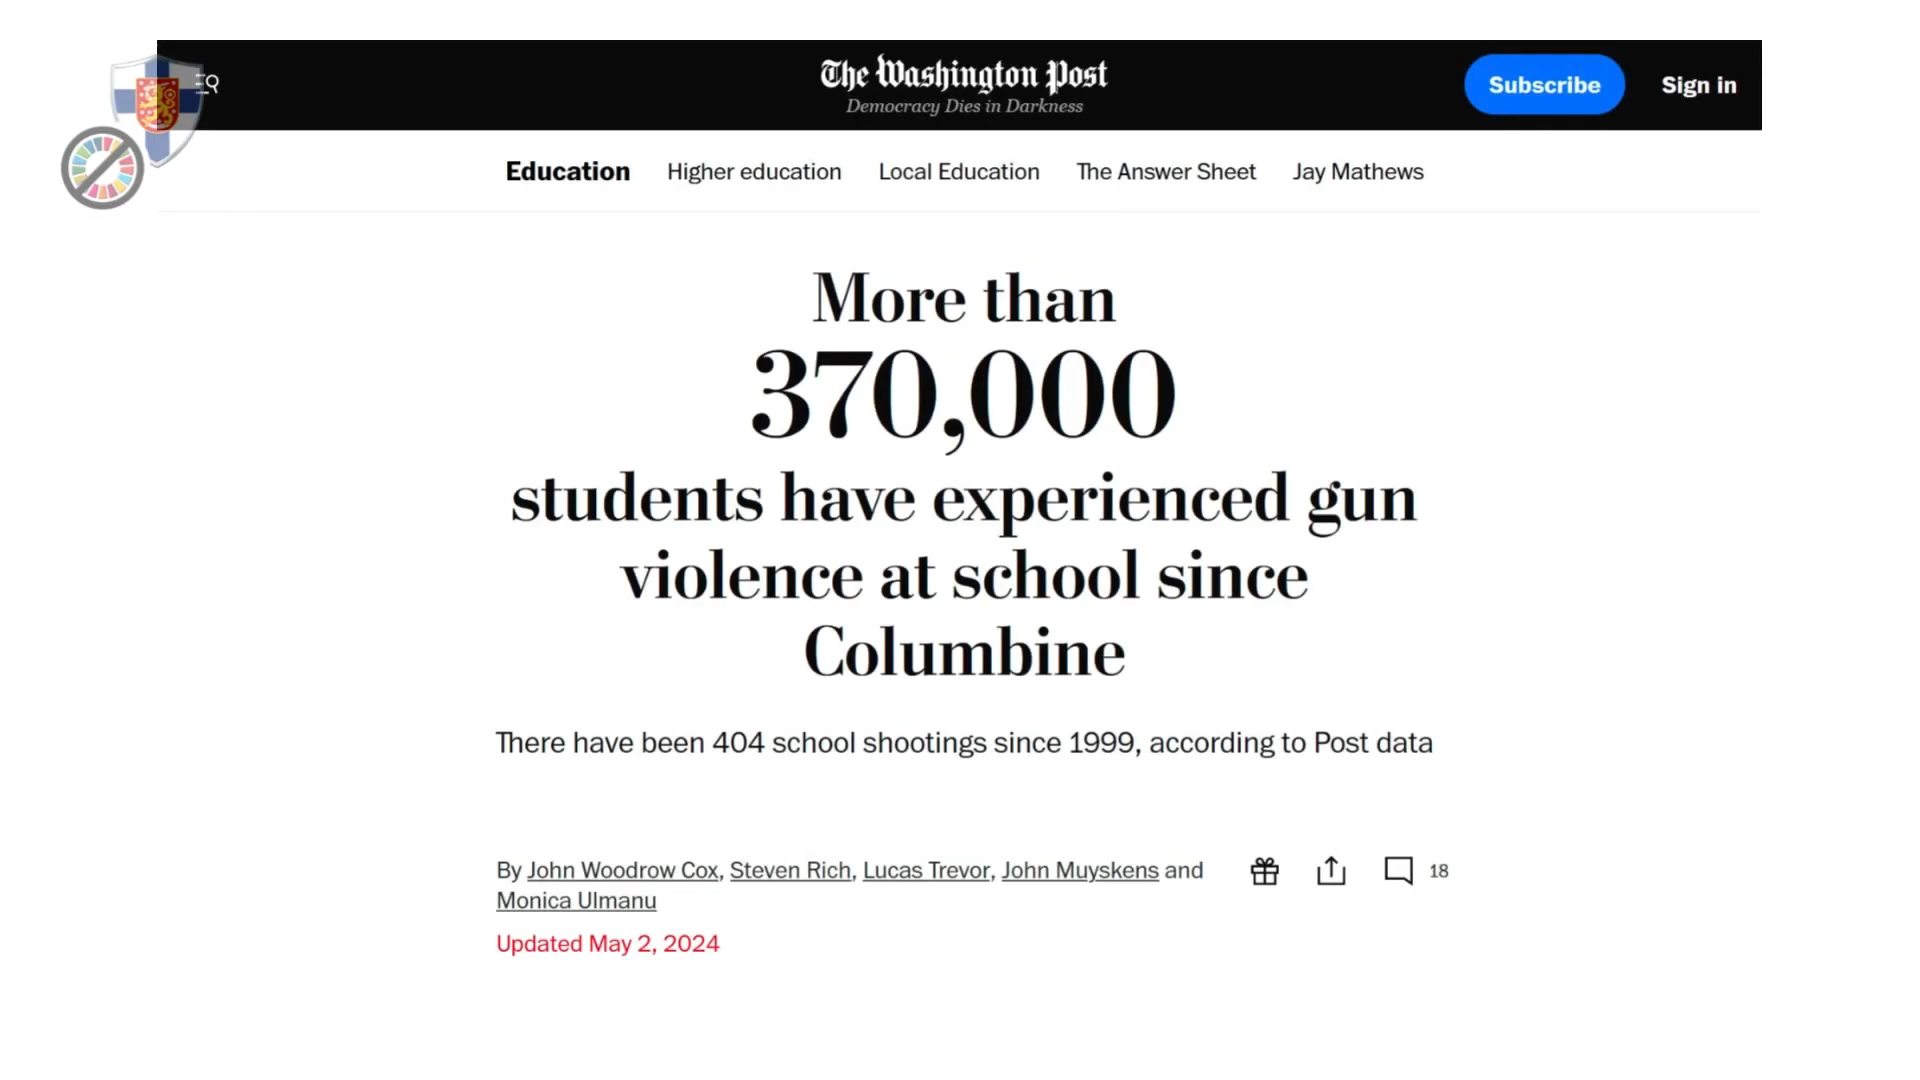 The Washington Post
Democracy Dies in Darkness
Subscribe
Sign in
Education
Higher education
Local Education
The Answer Sheet
Jay Mathews
More than
370,000
students have experienced gun
violence at school since
Columbine
There have been 404 school shootings since 1999, according to Post data
By John Woodrow Cox, Steven Rich, Lucas Trevor, John Muyskens and
Monica Ulmanu
18
Updated May 2, 2024